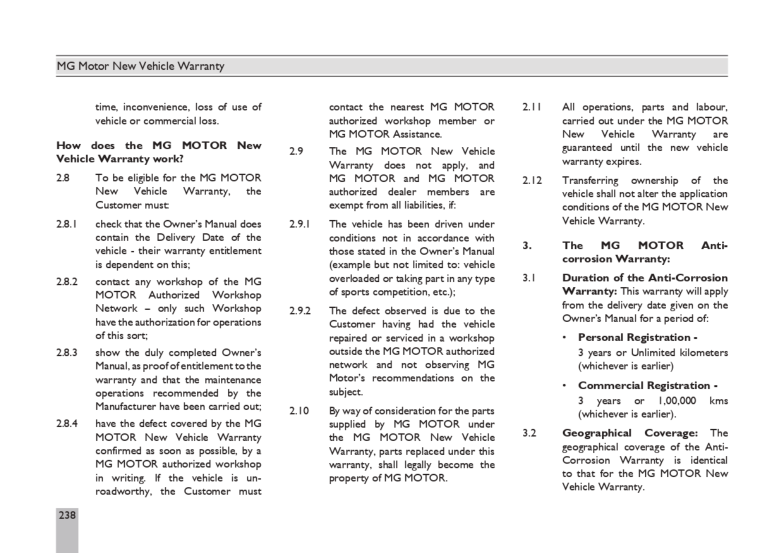 MG Motor New Vehicle Warranty
time, inconvenience, loss of use of
vehicle or commercial loss.
How does the MG MOTOR New
Vehicle Warranty work?
2.8 To be eligible for the MG MOTOR
New Vehicle Warranty, the
Customer must:
2.8.1 check that the Owner's Manual does
contain the Delivery Date of the
vehicle - their warranty entitlement
is dependent on this;
2.8.2 contact any workshop of the MG
MOTOR Authorized Workshop
Network – only such Workshop
have the authorization for operations
of this sort;
2.8.3 show the duly completed Owner's
Manual, as proof of entitlement to the
warranty and that the maintenance
operations recommended by the
Manufacturer have been carried out;
2.8.4 have the defect covered by the MG
MOTOR New Vehicle Warranty
confirmed as soon as possible, by a
MG MOTOR authorized workshop
in writing. If the vehicle is un-
roadworthy, the Customer must
contact the nearest MG MOTOR
authorized workshop member or
MG MOTOR Assistance.
2.9 The MG MOTOR New Vehicle
Warranty does not apply, and
MG MOTOR and MG MOTOR
authorized dealer members are
exempt from all liabilities, if:
2.9.1 The vehicle has been driven under
conditions not in accordance with
those stated in the Owner's Manual
(example but not limited to: vehicle
overloaded or taking part in any type
of sports competition, etc.);
2.9.2 The defect observed is due to the
Customer having had the vehicle
repaired or serviced in a workshop
outside the MG MOTOR authorized
network and not observing MG
Motor's recommendations on the
subject.
2.10 By way of consideration for the parts
supplied by MG MOTOR under
the MG MOTOR New Vehicle
Warranty, parts replaced under this
warranty, shall legally become the
property of MG MOTOR.
2.11 All operations, parts and labour,
carried out under the MG MOTOR
New Vehicle Warranty are
guaranteed until the new vehicle
warranty expires.
2.12 Transferring ownership of the
vehicle shall not alter the application
conditions of the MG MOTOR New
Vehicle Warranty.
3. The MG MOTOR Anti-
corrosion Warranty:
3.1 Duration of the Anti-Corrosion
Warranty: This warranty will apply
from the delivery date given on the
Owner's Manual for a period of:
• Personal Registration -
3 years or Unlimited kilometers
(whichever is earlier)
• Commercial Registration -
3 years or 1,00,000 kms
(whichever is earlier).
3.2 Geographical Coverage: The
geographical coverage of the Anti-
Corrosion Warranty is identical
to that for the MG MOTOR New
Vehicle Warranty.
238